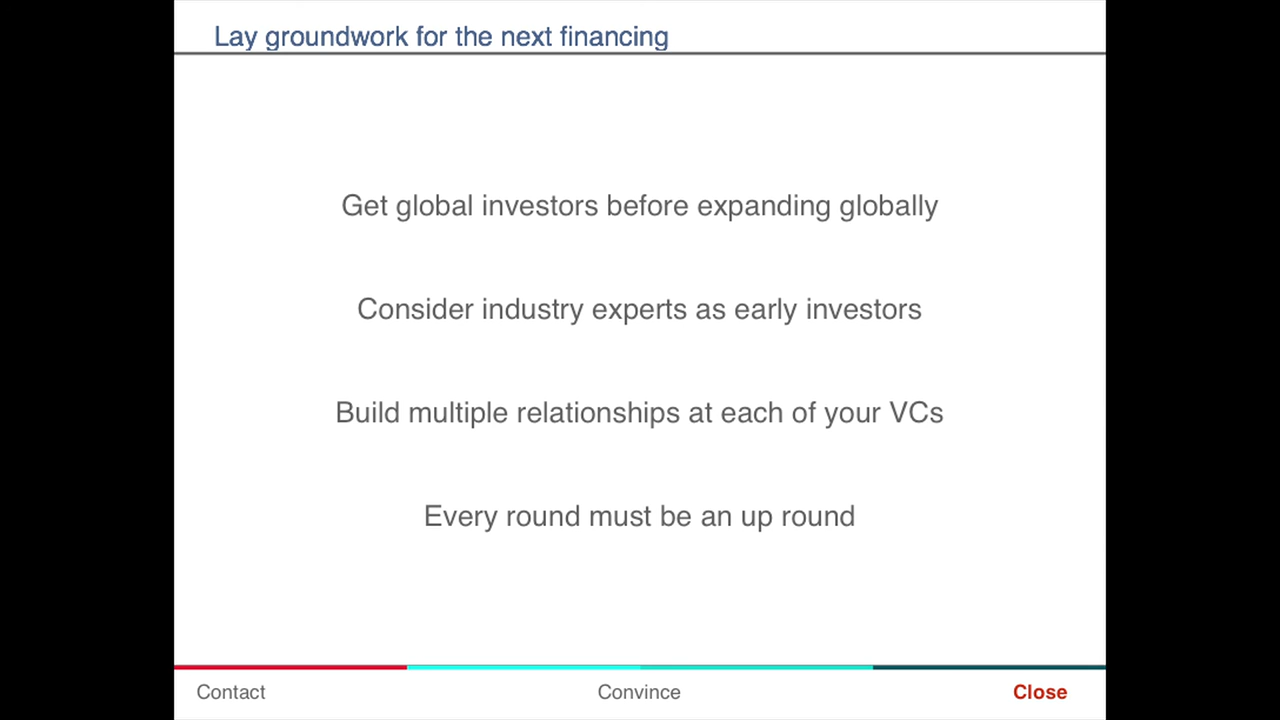 Lay groundwork for the next financing
Get global investors before expanding globally
Consider industry experts as early investors
Build multiple relationships at each of your VCs
Every round must be an up round
Contact
Convince
Close